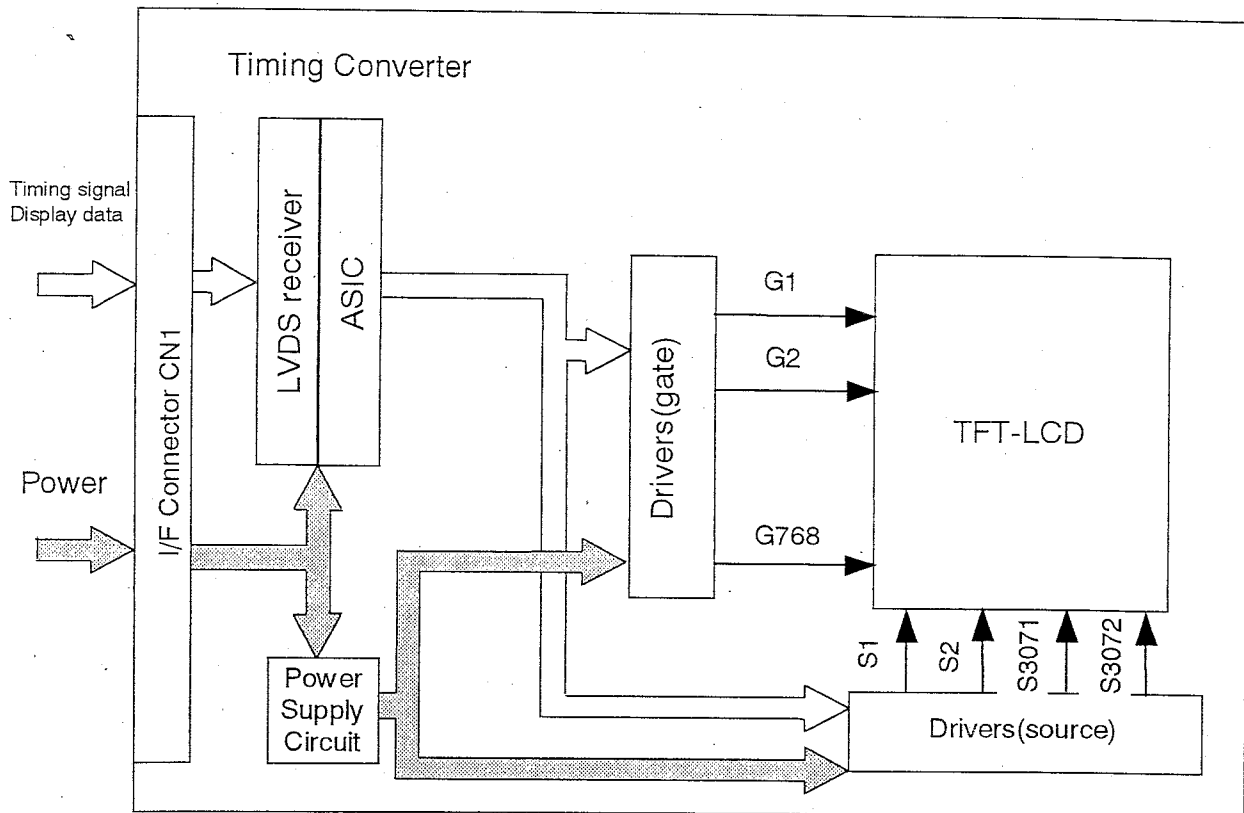 Timing Converter
Timing signal
Display data
Power
I/F Connector CN1
LVDS receiver
ASIC
Drivers(gate)
G1
G2
G768
TFT-LCD
S1
S2
S3071
S3072
Power
Supply
Circuit
Drivers(source)